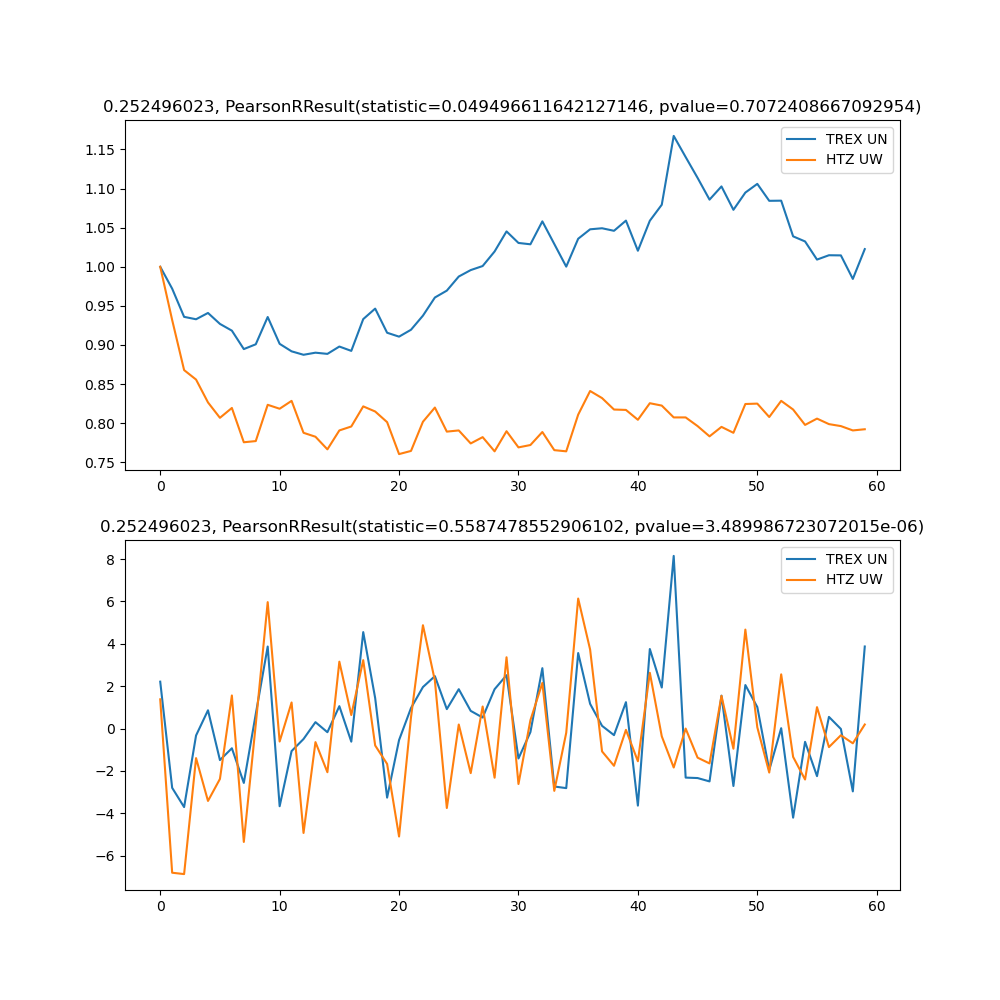 0.252496023, PearsonRResult(statistic=0.049496611642127146, pvalue=0.7072408667092954)
TREX UN
HTZ UW
1.15
1.10
1.05
1.00
0.95
0.90
0.85
0.80
0.75
0 10 20 30 40 50 60
0.252496023, PearsonRResult(statistic=0.5587478552906102, pvalue=3.489986723072015e-06)
TREX UN
HTZ UW
8
6
4
2
0
−2
−4
−6
0 10 20 30 40 50 60